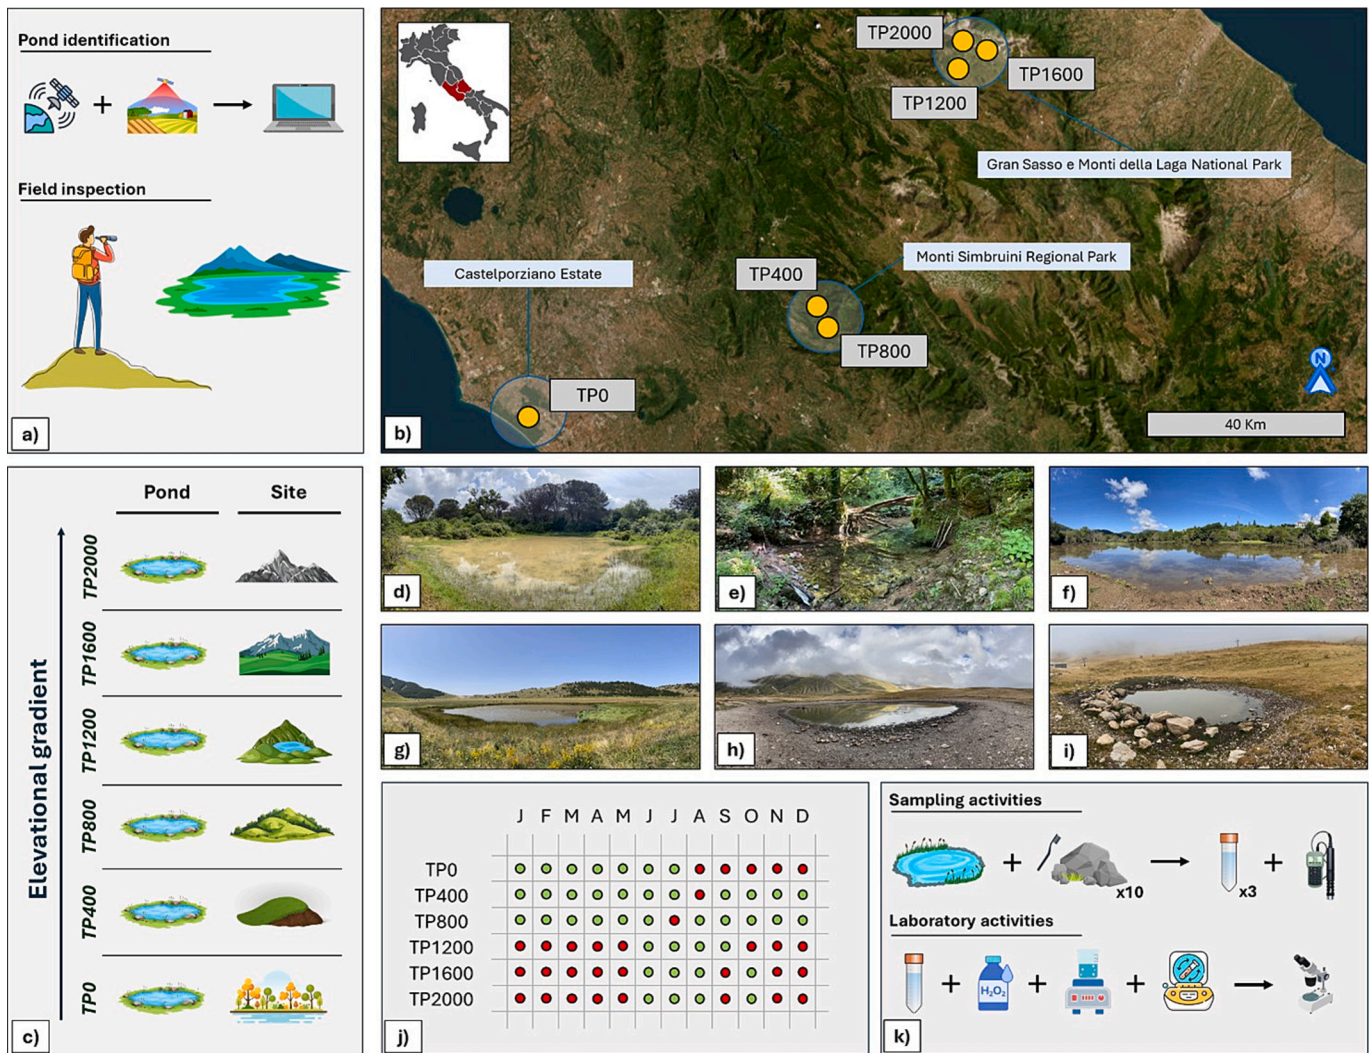 Pond identification
Field inspection
a)
TP2000
TP1600
TP1200
Gran Sasso e Monti della Laga National Park
Monti Simbruini Regional Park
Castelporziano Estate
TP400
TP800
TP0
N
40 Km
b)
Pond Site
Elevational gradient
TP2000
TP1600
TP1200
TP800
TP400
TP0
c)
d)
e)
f)
g)
h)
i)
J F M A M J J A S O N D
TP0
TP400
TP800
TP1200
TP1600
TP2000
j)
Sampling activities
x10
x3
Laboratory activities
H₂O₂
k)